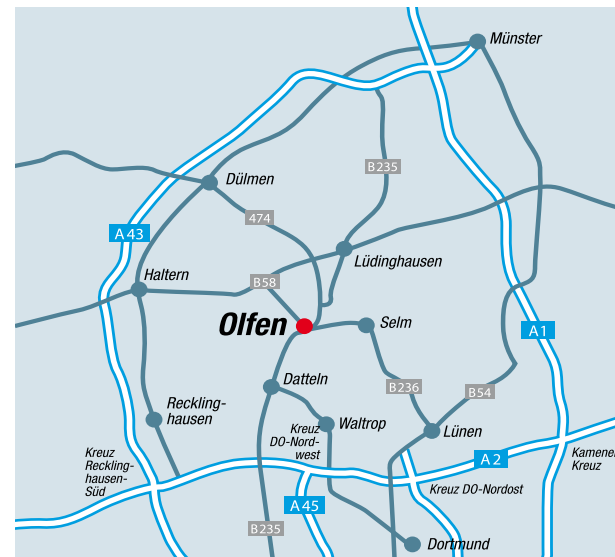 Münster
B235
Dülmen
474
A 43
Lüdinghausen
Haltern
B58
Olfen
Selm
A 1
Datteln
B236
B54
Reckling-
hausen
Waltrop
Lünen
Kreuz
DO-Nord-
west
Kreuz
Reckling-
hausen-
Süd
A 2
Kamener
Kreuz
Kreuz DO-Nordost
A 45
B235
Dortmund